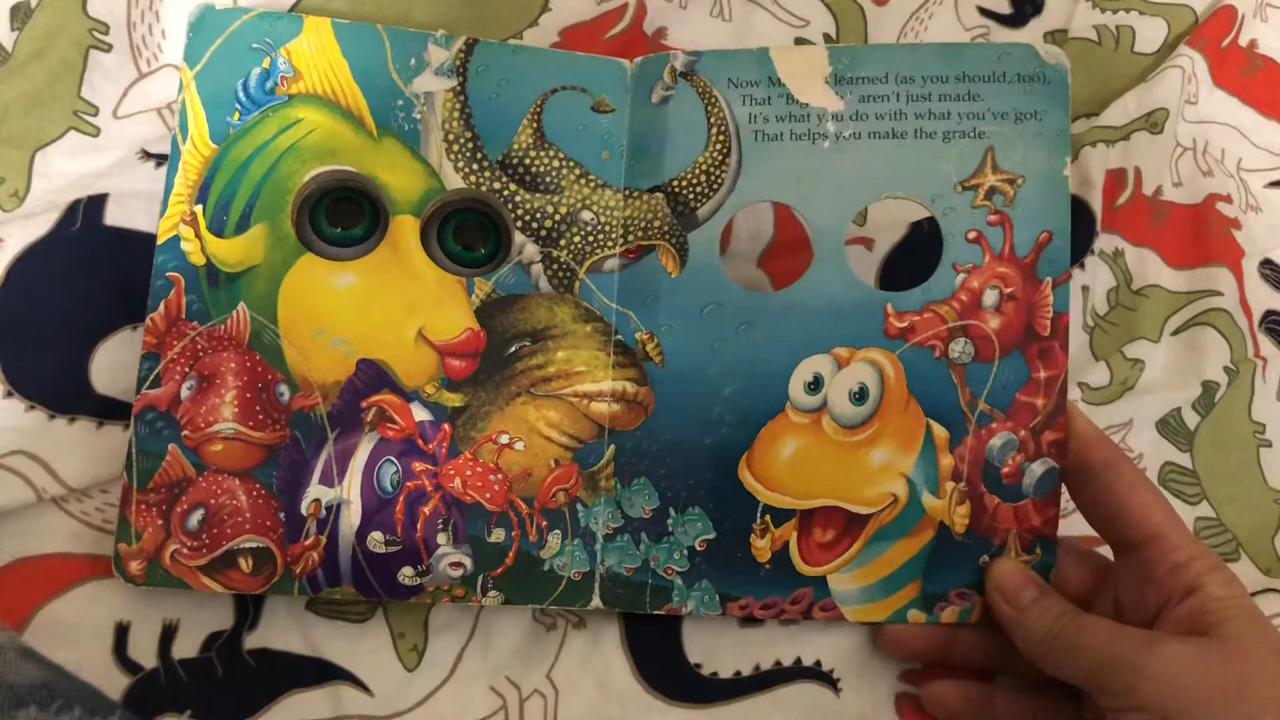 Now learned (as you should, too),
That "Big aren't just made.
It's what you do with what you've got,
That helps you make the grade.